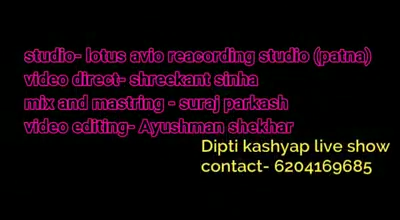 studio- lotus avio reacording studio (patna)
video direct- shreekant sinha
mix and mastring - suraj parkash
video editing- Ayushman shekhar
Dipti kashyap live show
contact- 6204169685